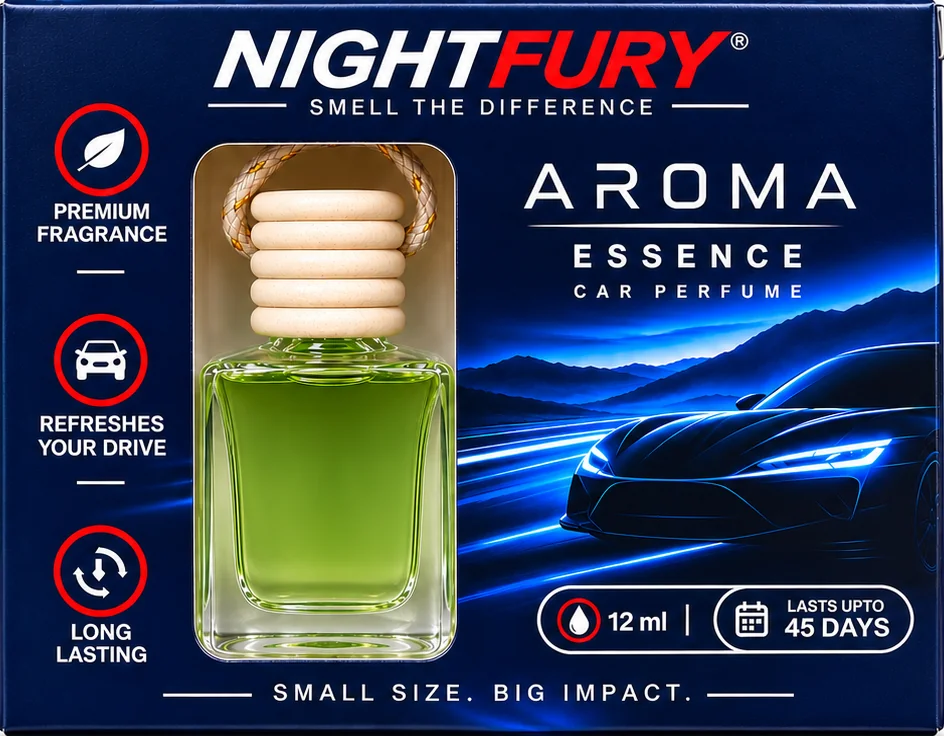 NIGHTFURY®
SMELL THE DIFFERENCE
PREMIUM
FRAGRANCE
REFRESHES
YOUR DRIVE
LONG
LASTING
AROMA
ESSENCE
CAR PERFUME
12 ml
LASTS UPTO
45 DAYS
SMALL SIZE. BIG IMPACT.